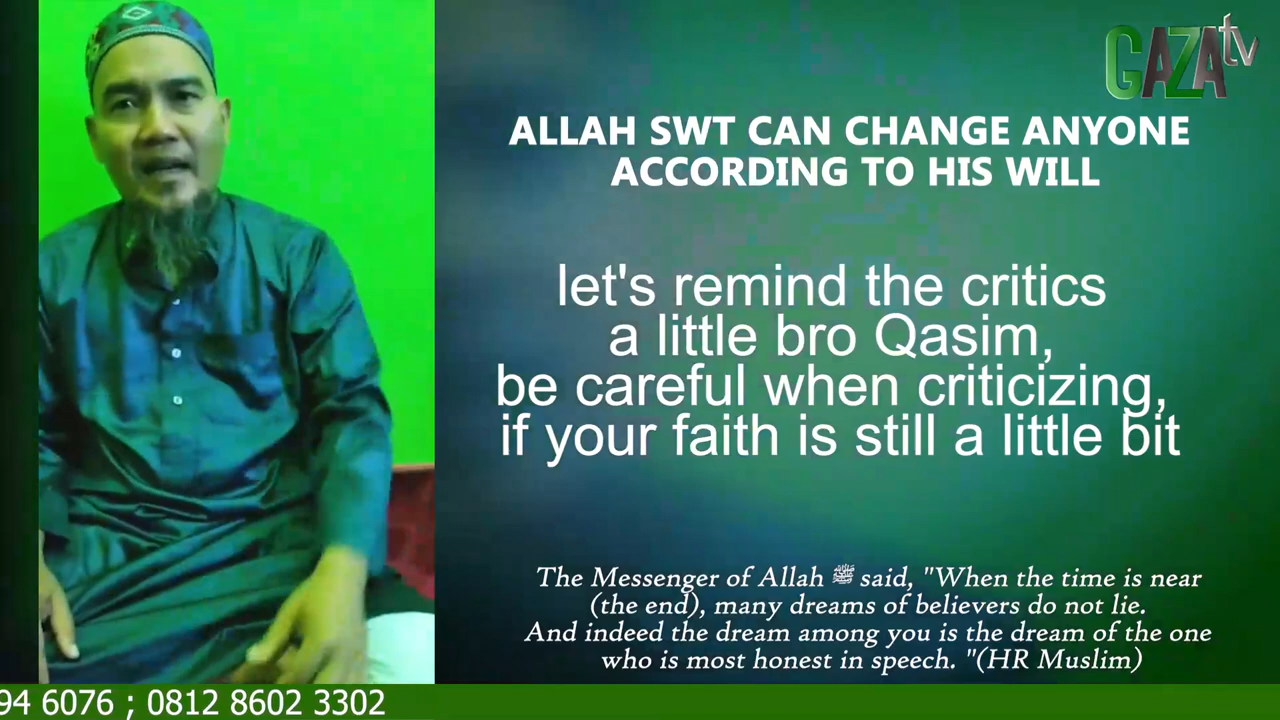 GAZAtv
ALLAH SWT CAN CHANGE ANYONE
ACCORDING TO HIS WILL
let's remind the critics
a little bro Qasim,
be careful when criticizing,
if your faith is still a little bit
The Messenger of Allah ﷺ said, "When the time is near
(the end), many dreams of believers do not lie.
And indeed the dream among you is the dream of the one
who is most honest in speech. "(HR Muslim)
94 6076 ; 0812 8602 3302